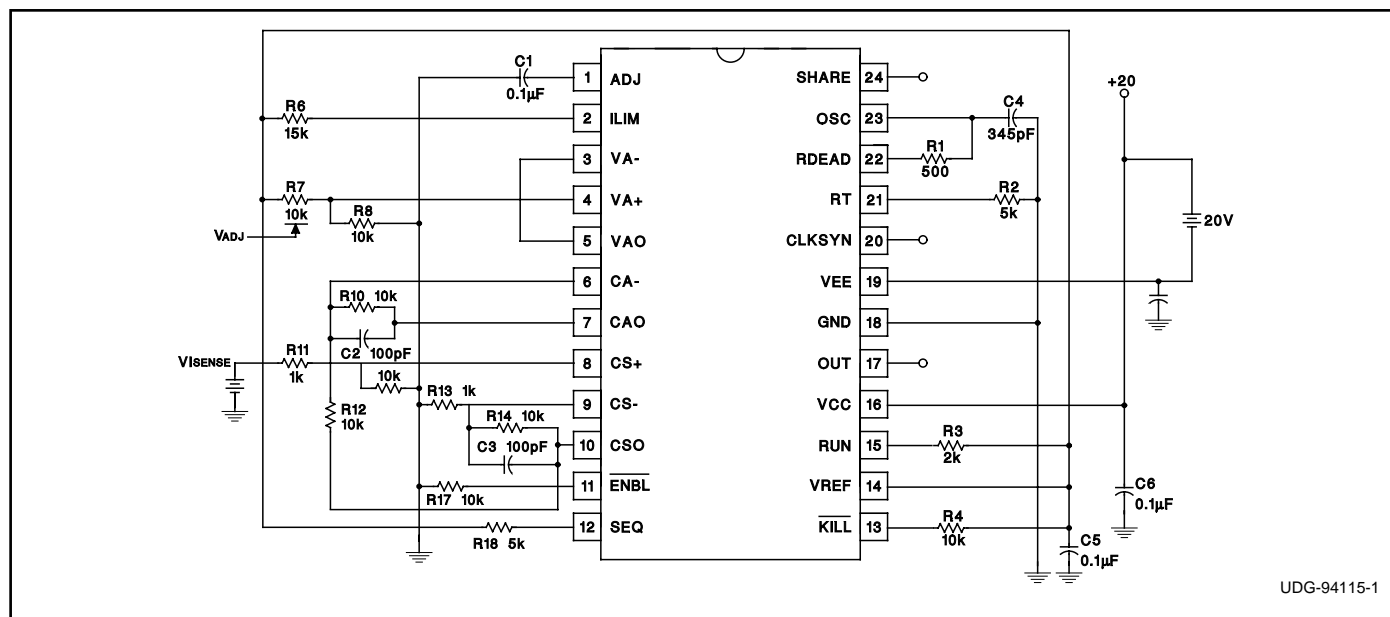 C1
0.1µF
1 ADJ
R6
15k
2 ILIM
3 VA-
R7
10k
4 VA+
R8
10k
VADJ
5 VAO
6 CA-
R10 10k
7 CAO
C2 100pF
VISENSE
R11
1k
8 CS+
10k
R13 1k
9 CS-
R12
10k
R14 10k
C3 100pF
10 CSO
11 ENBL
R17 10k
12 SEQ
R18 5k
SHARE 24
OSC 23
C4
345pF
RDEAD 22
R1
500
RT 21
R2
5k
CLKSYN 20
VEE 19
GND 18
OUT 17
VCC 16
RUN 15
R3
2k
VREF 14
KILL 13
R4
10k
C5
0.1µF
+20
20V
C6
0.1µF
UDG-94115-1